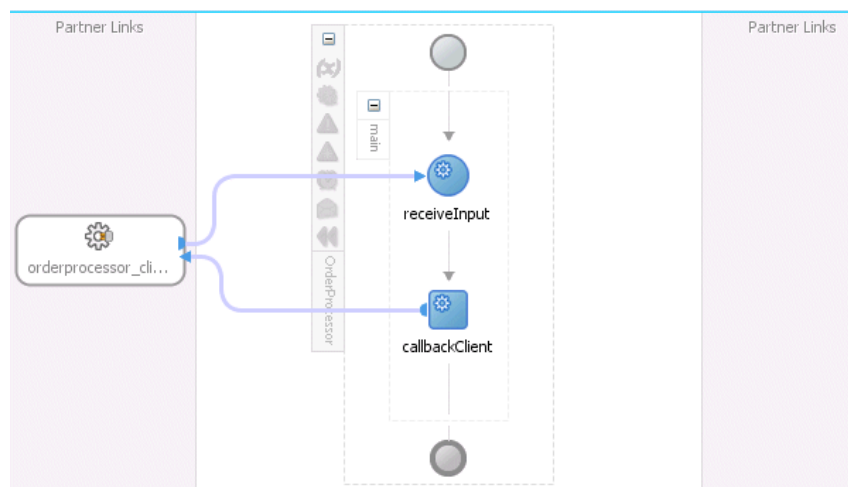 Partner Links
Partner Links
main
receiveInput
orderprocessor_cli...
OrderProcessor
callbackClient